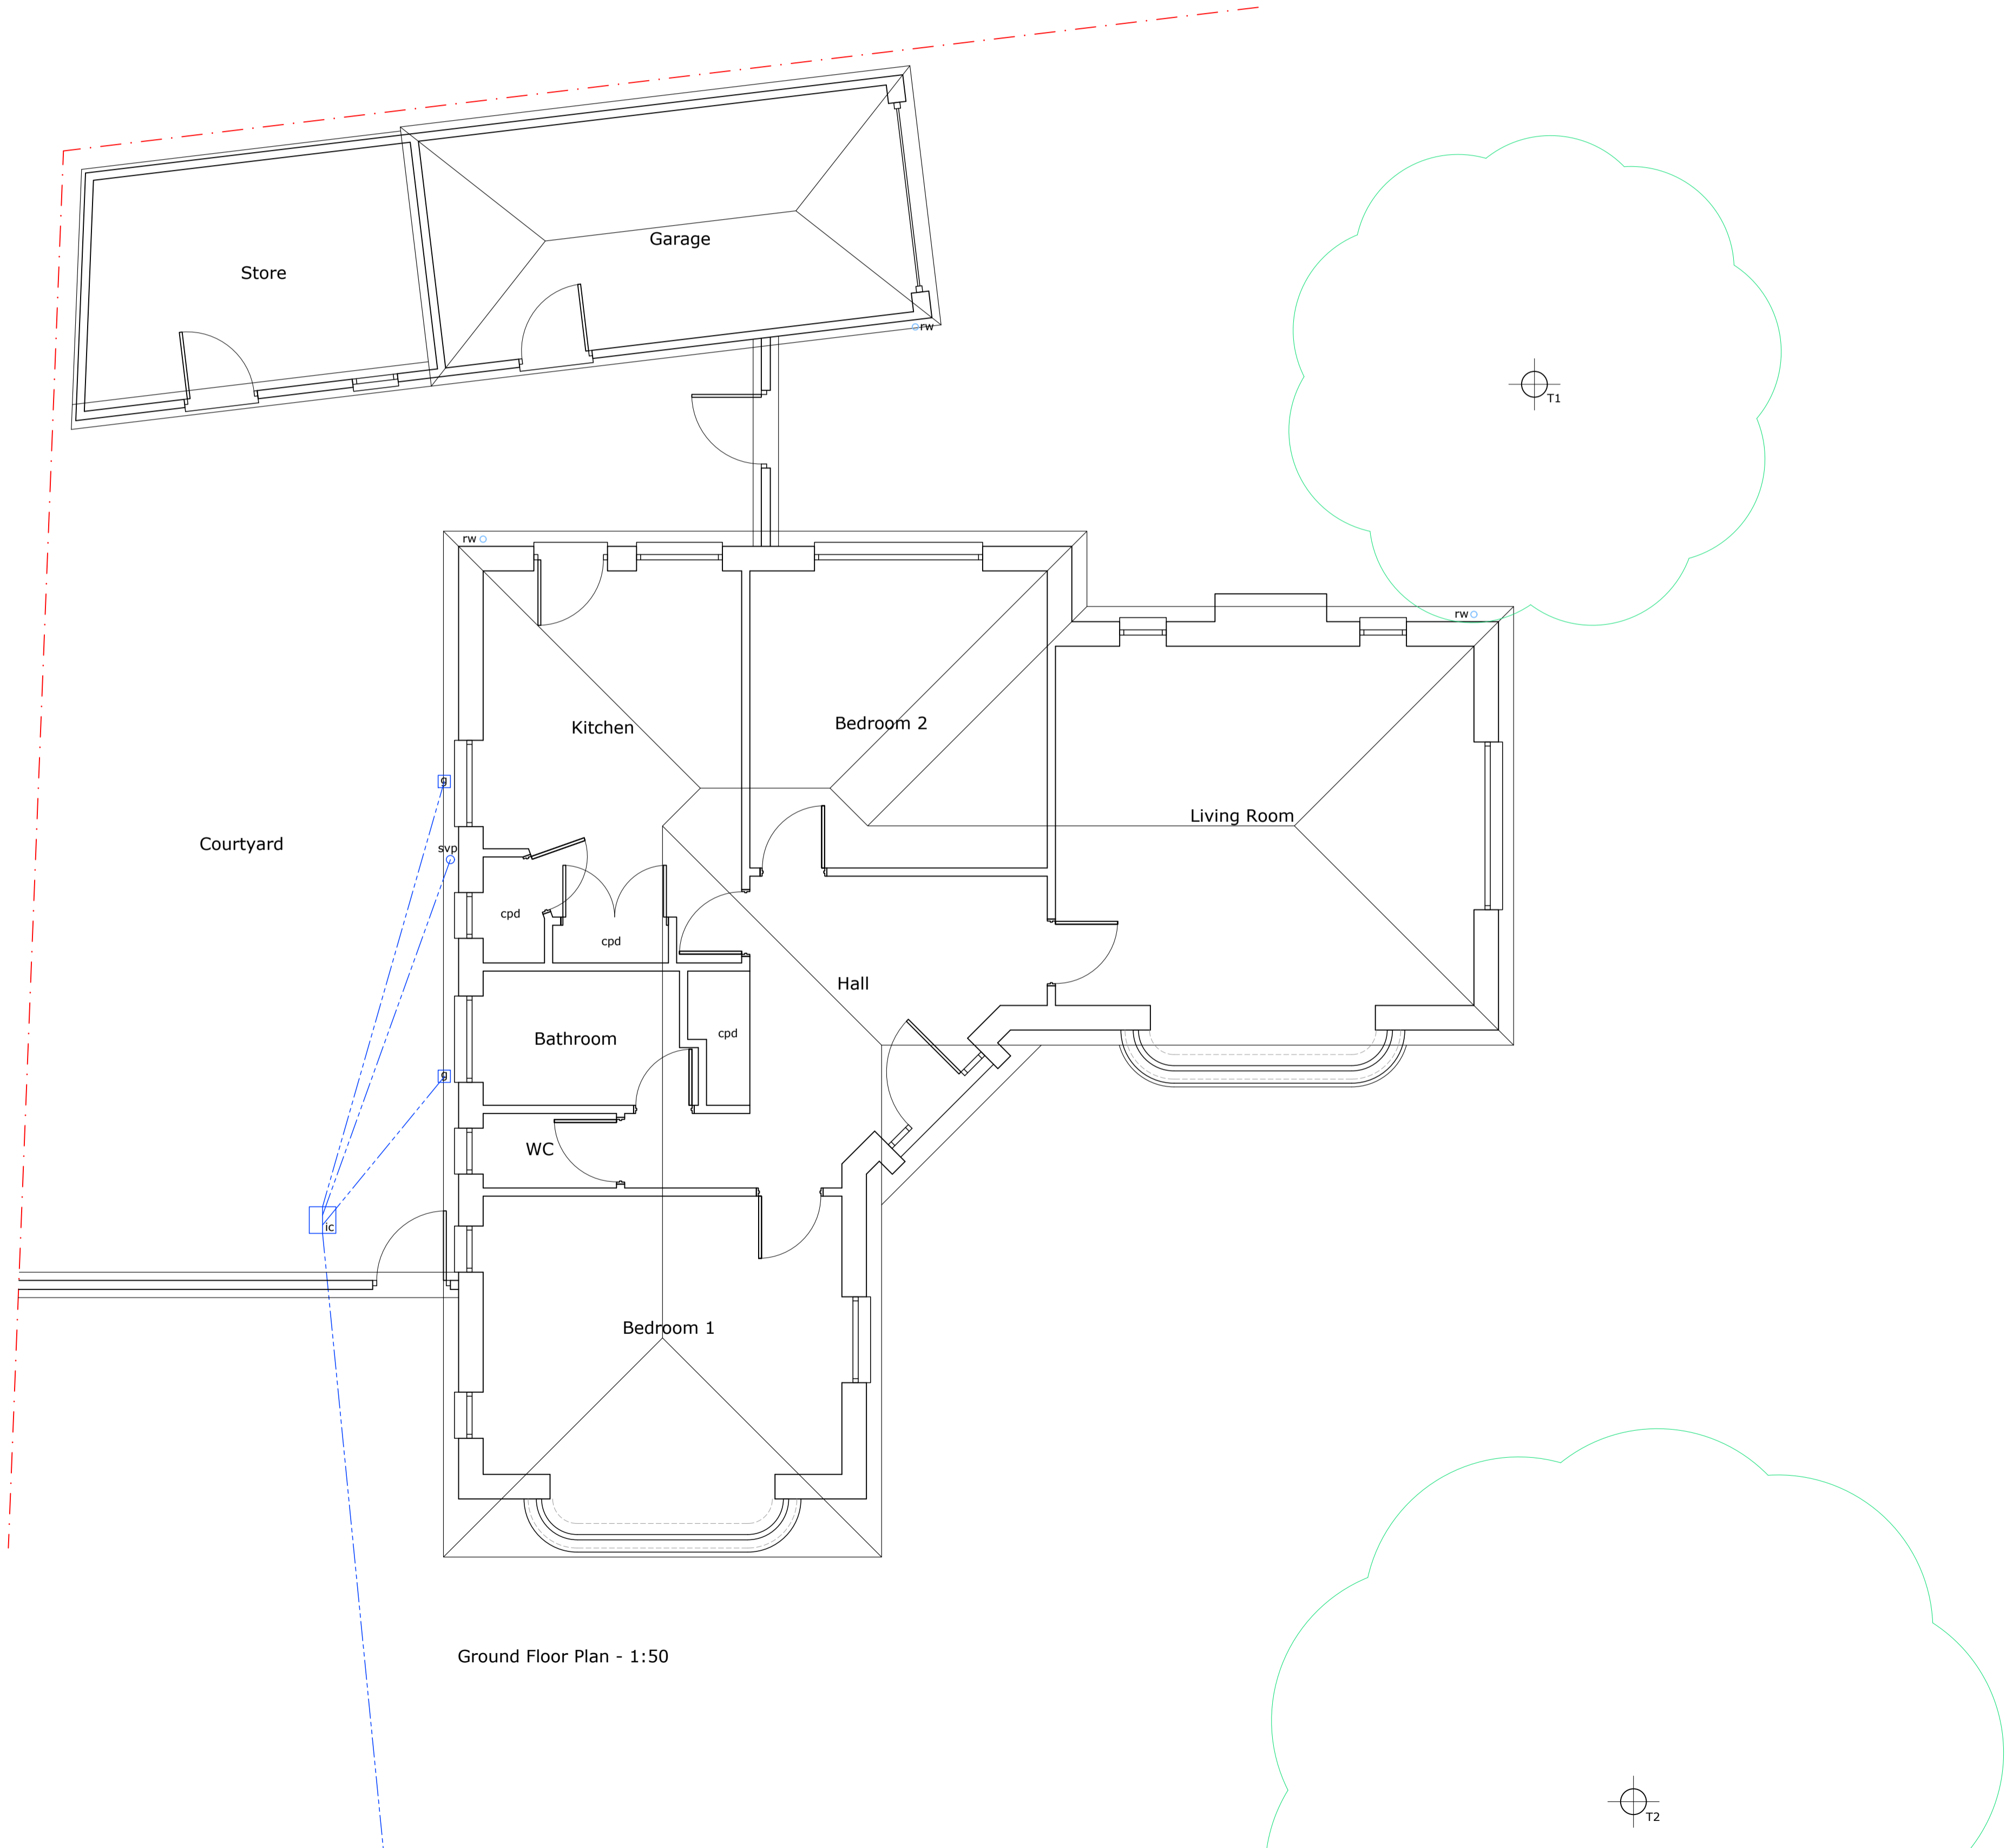 Garage
Store
rw
T1
rw
rw
Kitchen
Bedroom 2
g
Living Room
Courtyard
svp
cpd
cpd
Hall
cpd
Bathroom
g
WC
ic
Bedroom 1
Ground Floor Plan - 1:50
T2